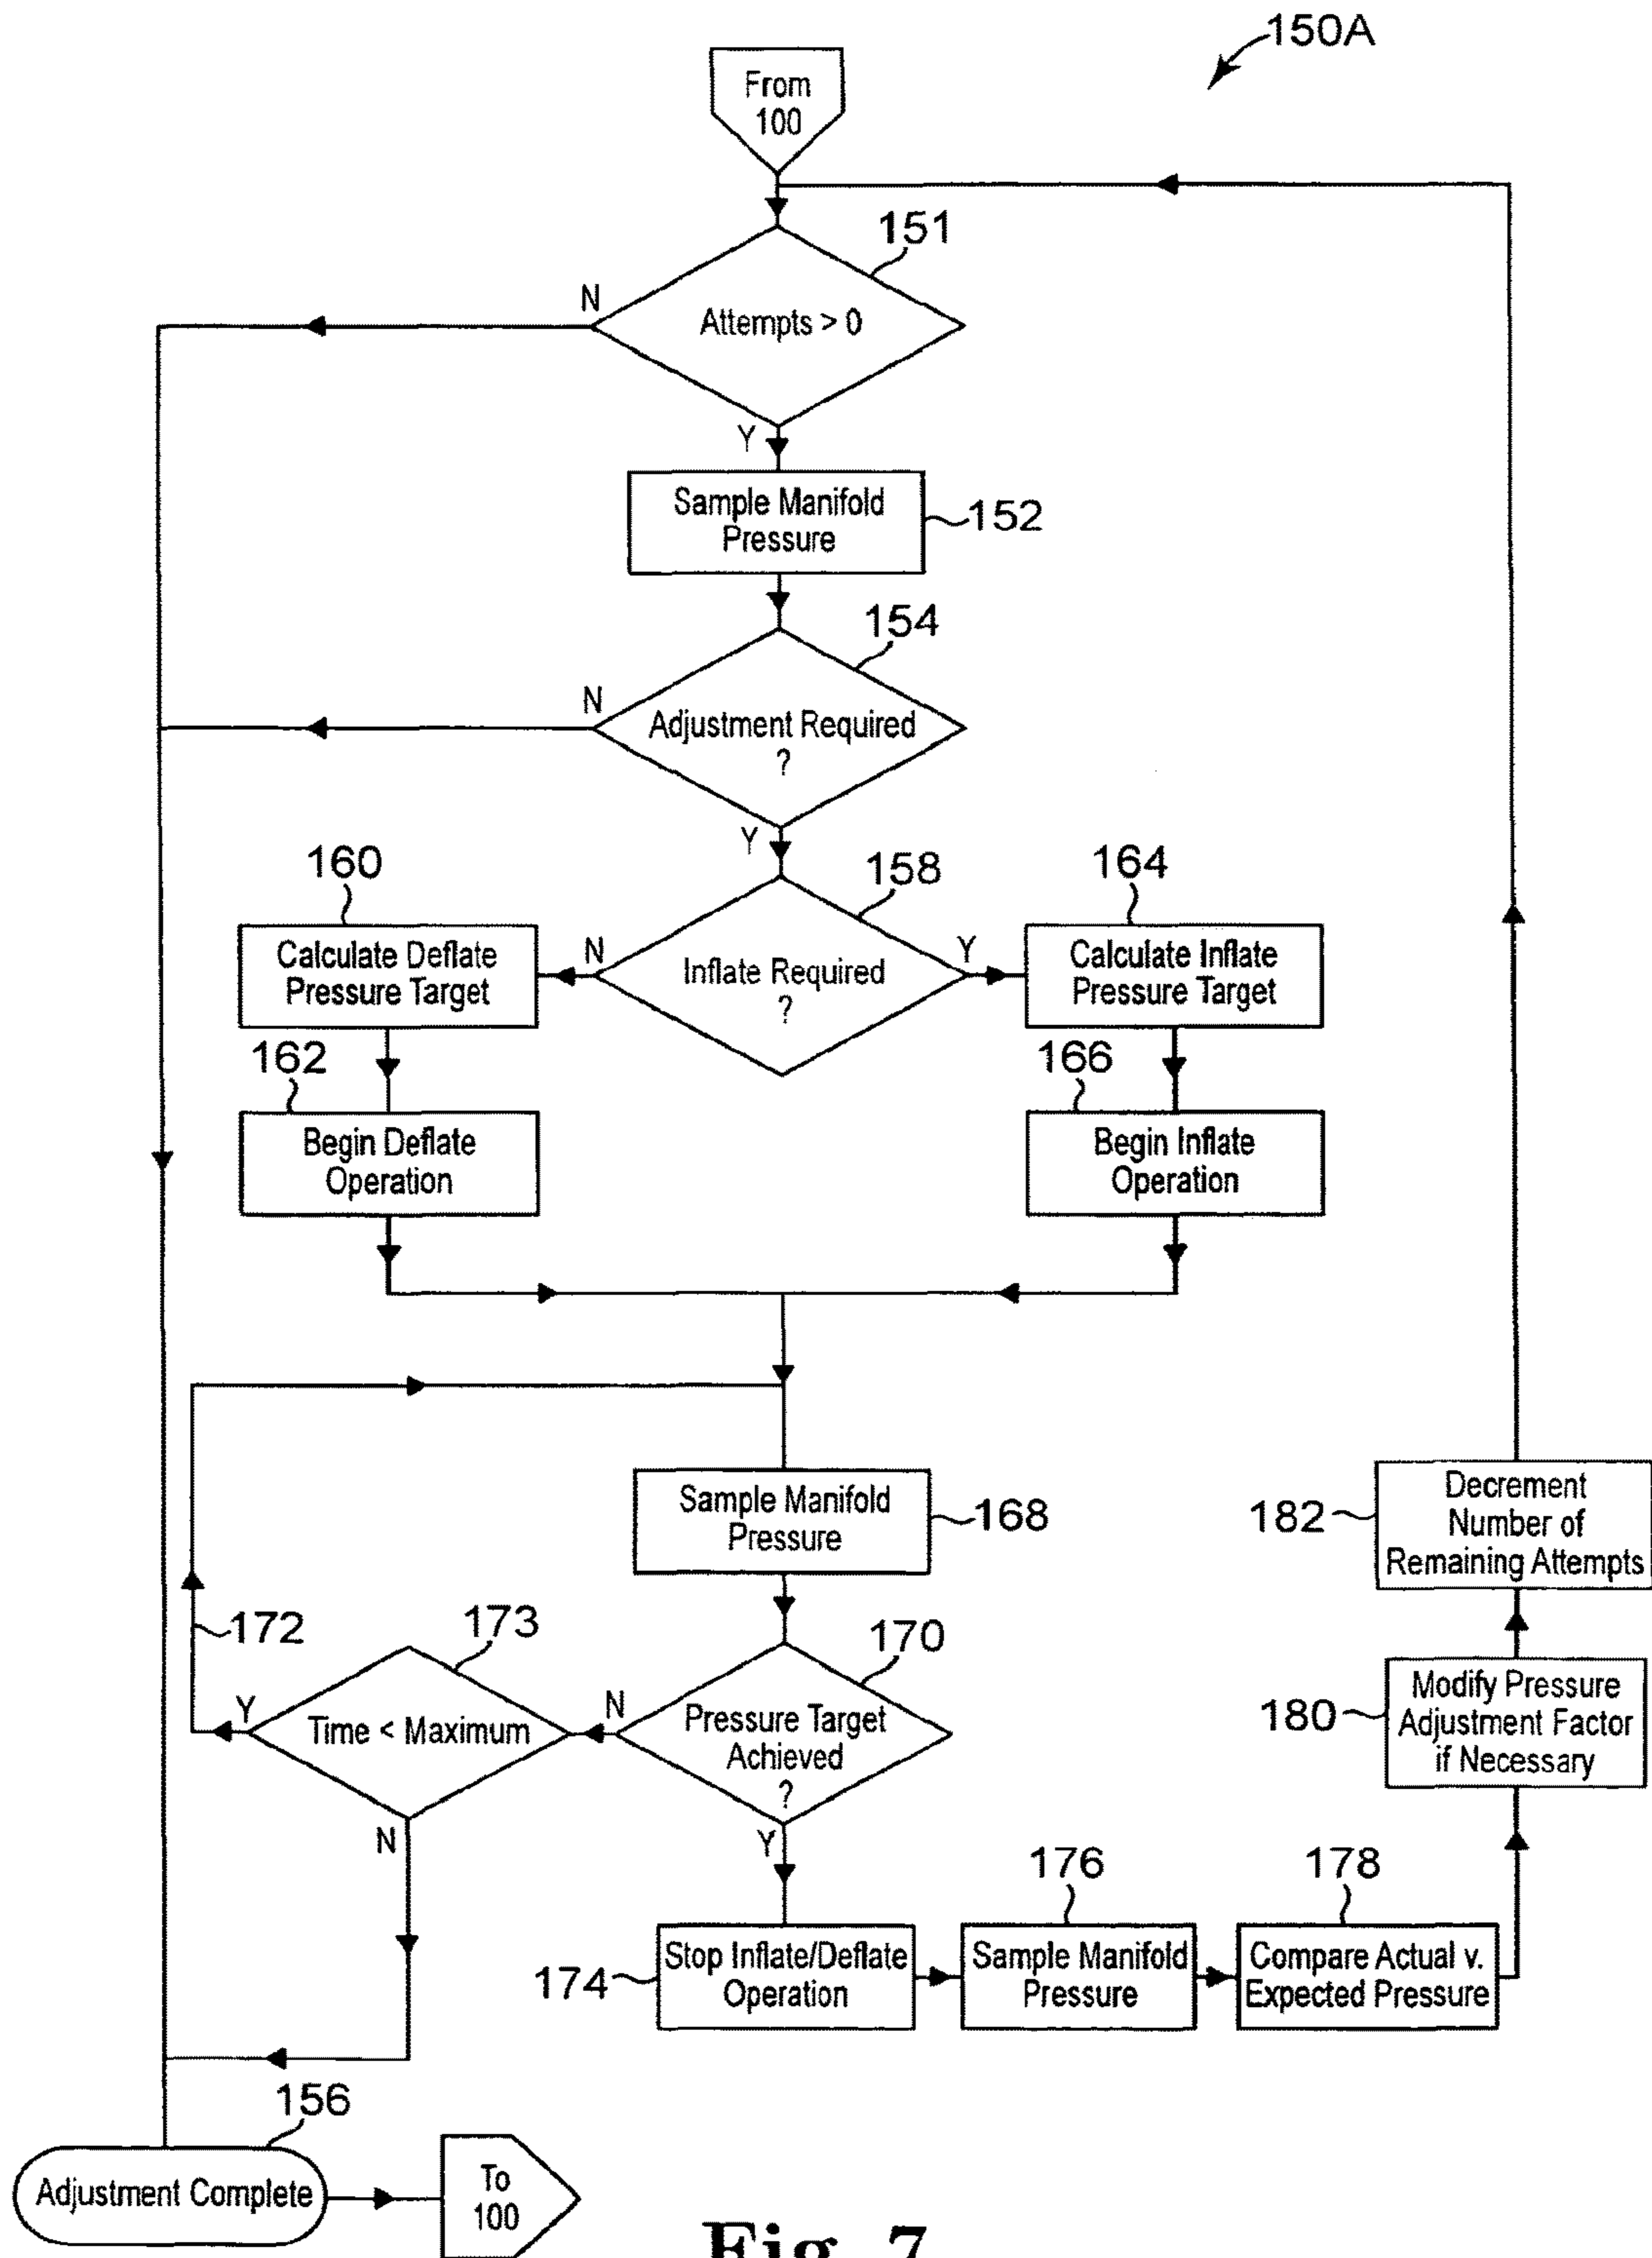 150A
From
100
151
N
Attempts > 0
Y
Sample Manifold
Pressure
152
154
N
Adjustment Required
?
Y
160
158
164
Calculate Deflate
Pressure Target
N
Inflate Required
?
Y
Calculate Inflate
Pressure Target
162
166
Begin Deflate
Operation
Begin Inflate
Operation
Sample Manifold
Pressure
168
182
Decrement
Number of
Remaining Attempts
172
173
170
Y
Time < Maximum
N
N
Pressure Target
Achieved
?
Y
180
Modify Pressure
Adjustment Factor
if Necessary
176
178
174
Stop Inflate/Deflate
Operation
Sample Manifold
Pressure
Compare Actual v.
Expected Pressure
156
Adjustment Complete
To
100
Fig. 7